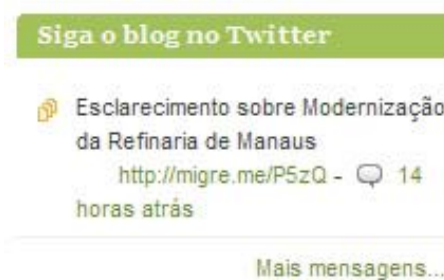 Siga o blog no Twitter
Esclarecimento sobre Modernização
da Refinaria de Manaus
http://migre.me/P5zQ - 14
horas atrás
Mais mensagens...